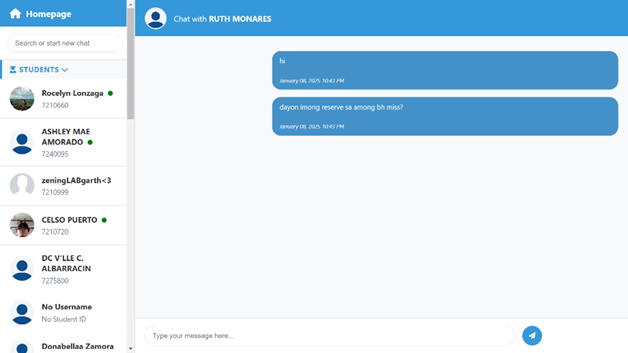 Homepage
Search or start new chat
STUDENTS
Rocelyn Lonzaga
7210660
ASHLEY MAE
AMORADO
7240095
zeningLABgarth<3
7210999
CELSO PUERTO
7210720
DC V'LLE C.
ALBARRACIN
7275800
No Username
No Student ID
Donabellaa Zamora
Chat with RUTH MONARES
hi
January 08, 2025 10:43 PM
dayon imong reserve sa among bh miss?
January 08, 2025 10:43 PM
Type your message here...